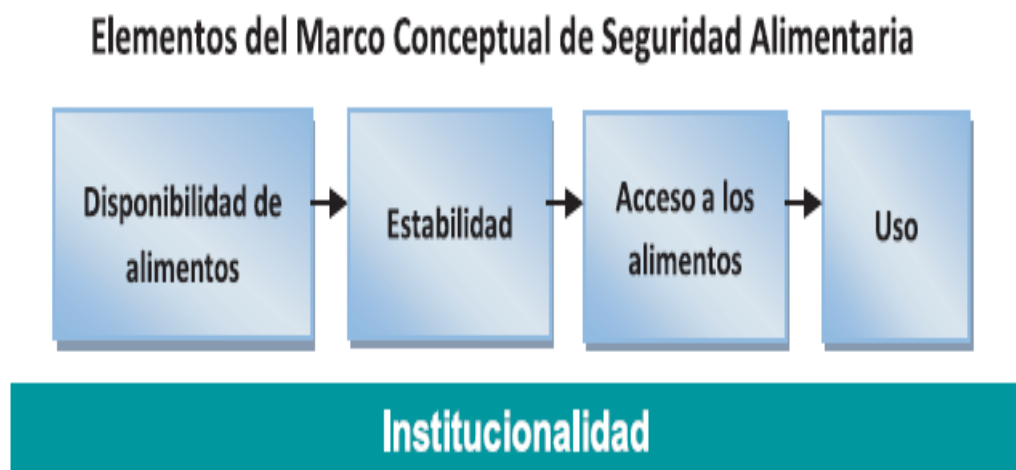 Elementos del Marco Conceptual de Seguridad Alimentaria
Disponibilidad de
alimentos
Estabilidad
Acceso a los
alimentos
Uso
Institucionalidad